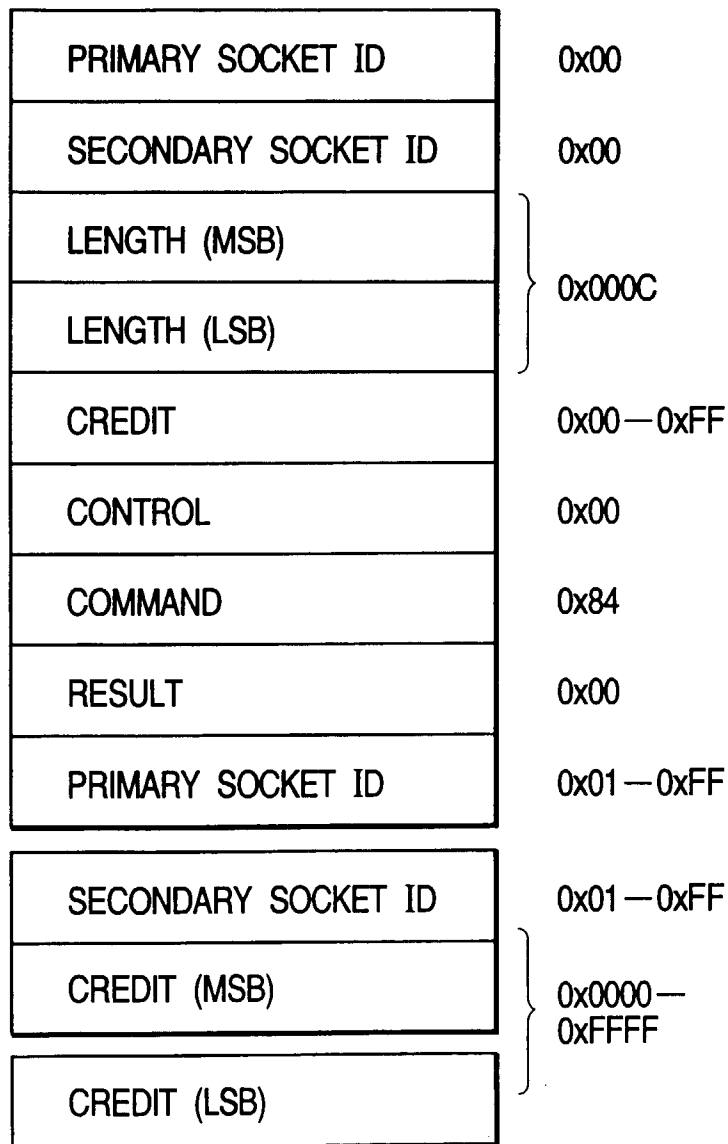 PRIMARY SOCKET ID 0x00
SECONDARY SOCKET ID 0x00
LENGTH (MSB)
0x000C
LENGTH (LSB)
CREDIT 0x00—0xFF
CONTROL 0x00
COMMAND 0x84
RESULT 0x00
PRIMARY SOCKET ID 0x01—0xFF
SECONDARY SOCKET ID 0x01—0xFF
CREDIT (MSB) 0x0000—
0xFFFF
CREDIT (LSB)